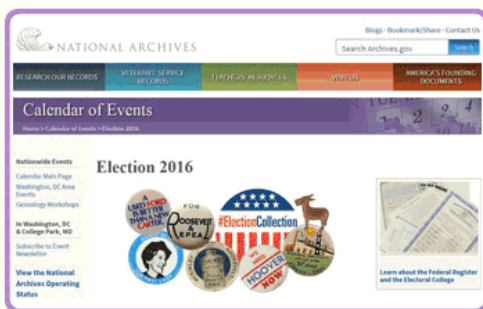 Blogs · Bookmark/Share · Contact Us
NATIONAL ARCHIVES
Search Archives.gov
Search
RESEARCH OUR RECORDS
VETERANS' SERVICE RECORDS
TEACHERS' RESOURCES
VISIT US
AMERICA'S FOUNDING DOCUMENTS
Calendar of Events
Home > Calendar of Events > Election 2016
Nationwide Events
Calendar Main Page
Washington, DC Area
Events
Genealogy Workshops
In Washington, DC
& College Park, MD
Subscribe to Event
Newsletter
View the National
Archives Operating
Status
Election 2016
A
USED FORD
IS BETTER
THAN A NEW
CARTER
FOR
ROOSEVELT
&
REPEAL
#ElectionCollection
WE
NEED
HOOVER
NOW
Learn about the Federal Register
and the Electoral College